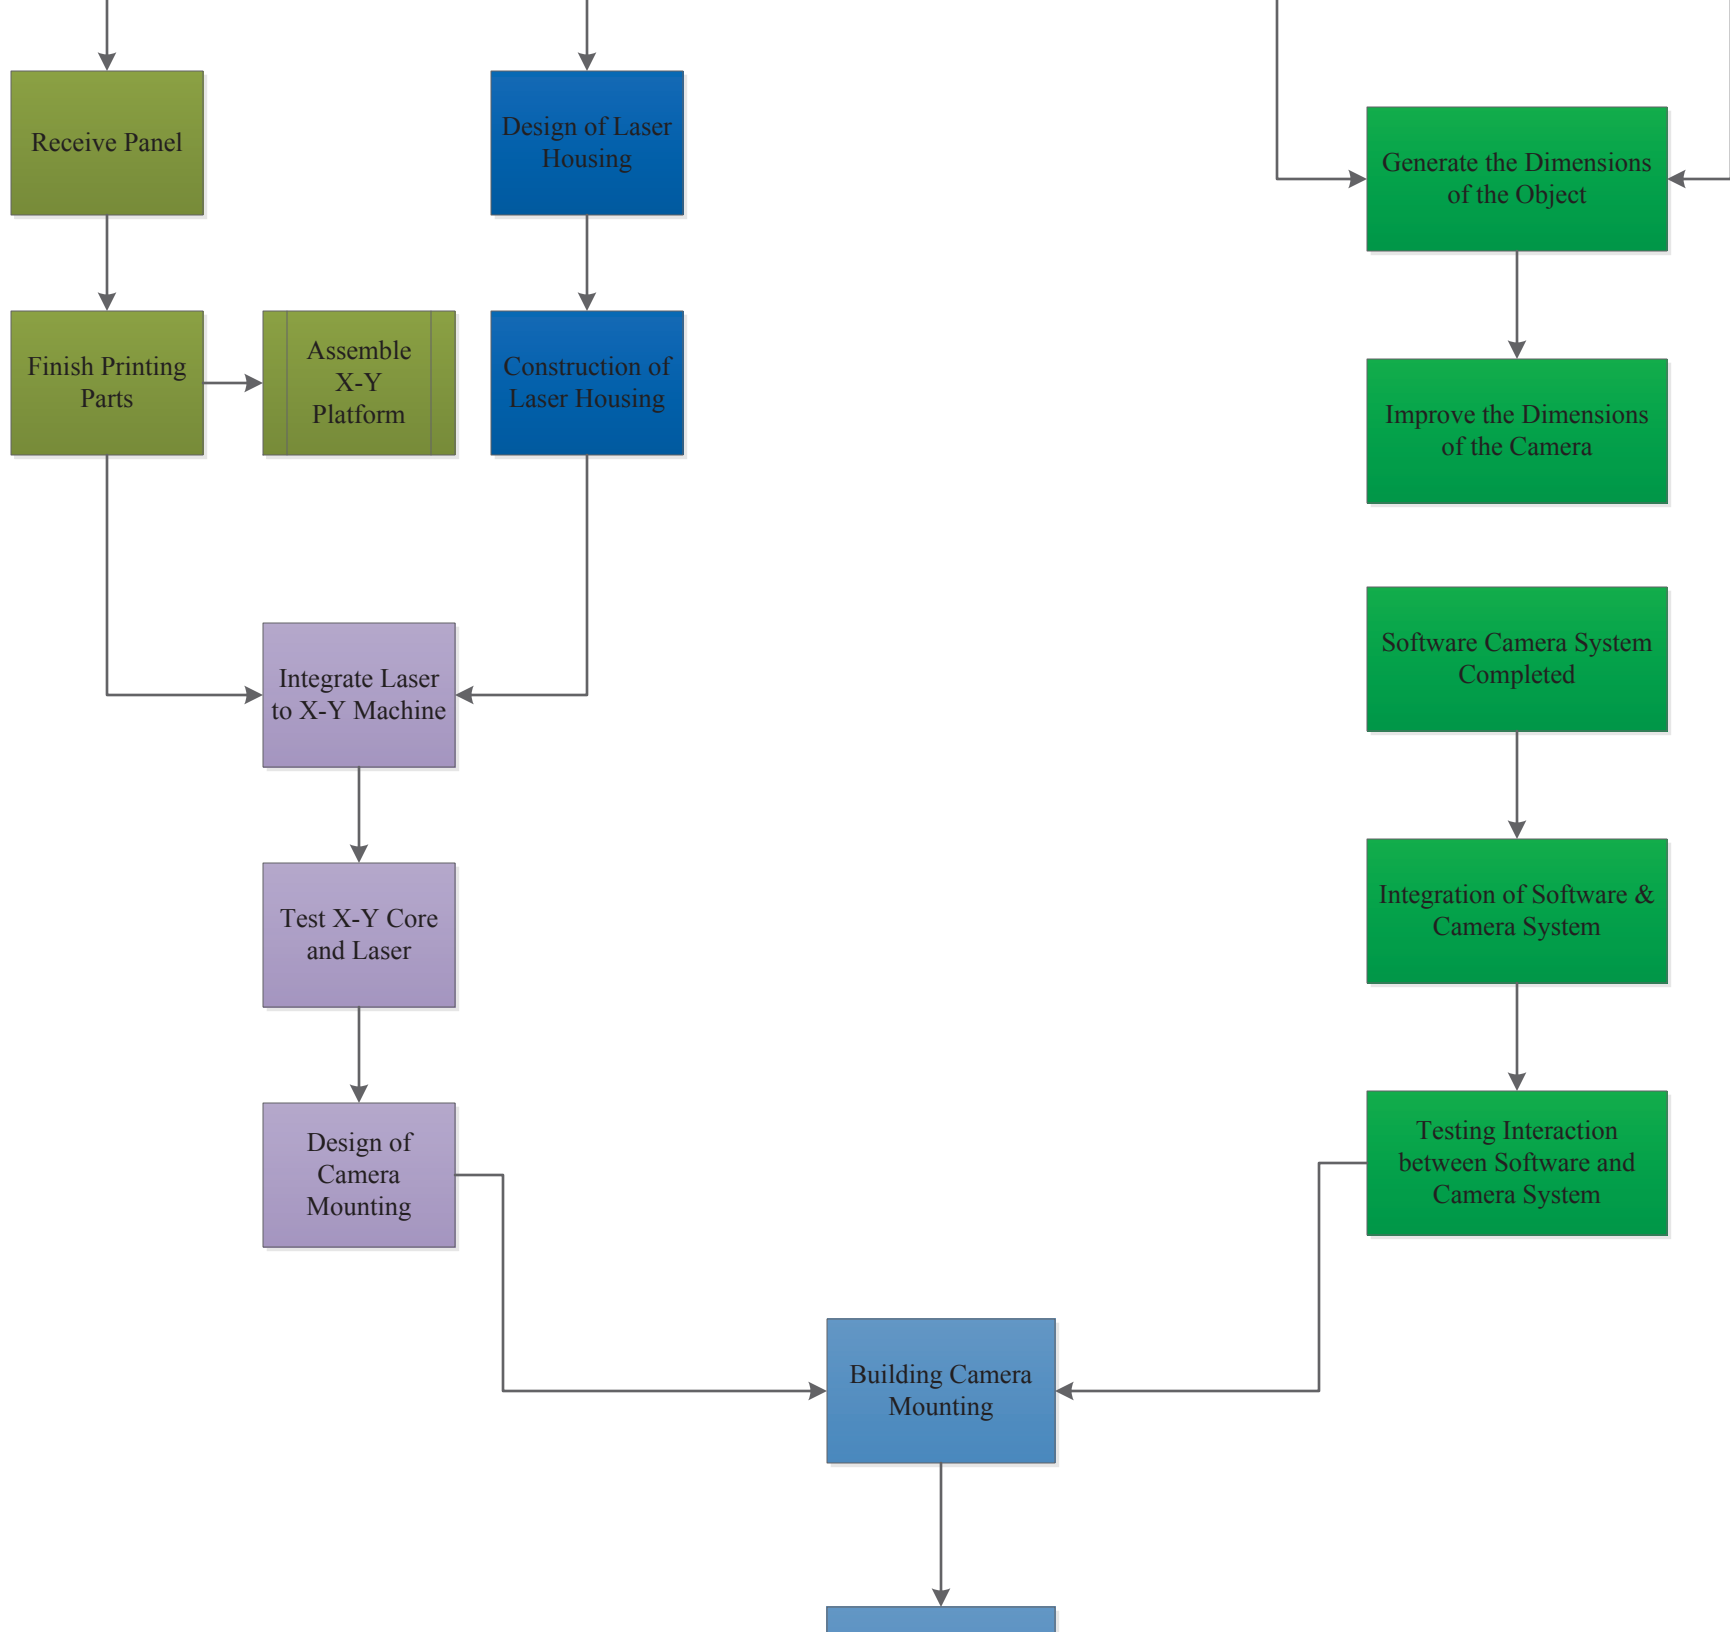 Receive Panel
Design of Laser
Housing
Generate the Dimensions
of the Object
Finish Printing
Parts
Assemble
X-Y
Platform
Construction of
Laser Housing
Improve the Dimensions
of the Camera
Integrate Laser
to X-Y Machine
Software Camera System
Completed
Test X-Y Core
and Laser
Integration of Software &
Camera System
Design of
Camera
Mounting
Testing Interaction
between Software and
Camera System
Building Camera
Mounting